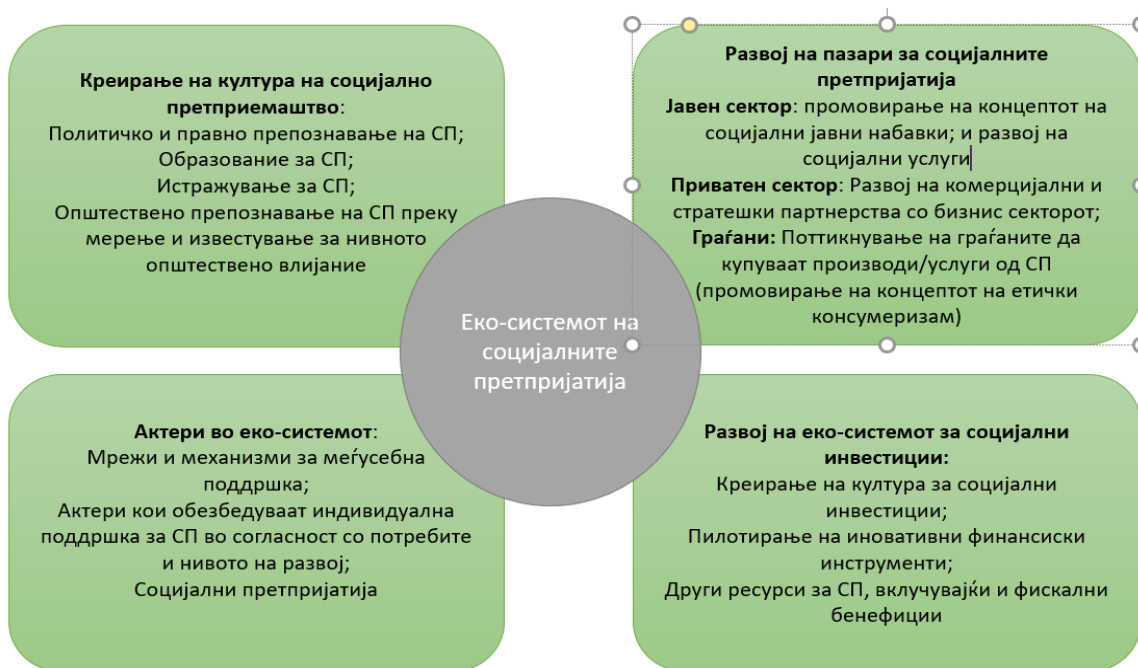 Креирање на култура на социјално
претприемаштво:
Политичко и правно препознавање на СП;
Образование за СП;
Истражување за СП;
Општествено препознавање на СП преку
мерење и известување за нивното
општествено влијание
Развој на пазари за социјалните
претпријатија
Јавен сектор: промовирање на концептот на
социјални јавни набавки; и развој на
социјални услуги
Приватен сектор: Развој на комерцијални и
стратешки партнерства со бизнис секторот;
Граѓани: Поттикнување на граѓаните да
купуваат производи/услуги од СП
(промовирање на концептот на етички
консумеризам)
Еко-системот на
социјалните
претпријатија
Актери во еко-системот:
Мрежи и механизми за меѓусебна
поддршка;
Актери кои обезбедуваат индивидуална
поддршка за СП во согласност со потребите
и нивото на развој;
Социјални претпријатија
Развој на еко-системот за социјални
инвестиции:
Креирање на култура за социјални
инвестиции;
Пилотирање на иновативни финансиски
инструменти;
Други ресурси за СП, вклучувајќи и фискални
бенефиции